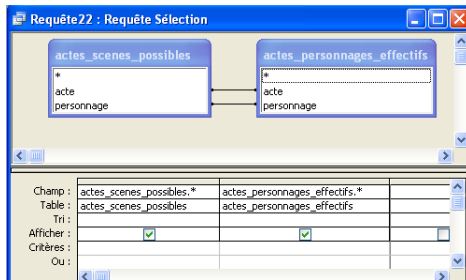 Requête22 : Requête Sélection
actes_scenes_possibles
*
acte
personnage
actes_personnages_effectifs
*
acte
personnage
Champ : actes_scenes_possibles.* actes_personnages_effectifs.*
Table : actes_scenes_possibles actes_personnages_effectifs
Tri :
Afficher :
Critères :
Ou :